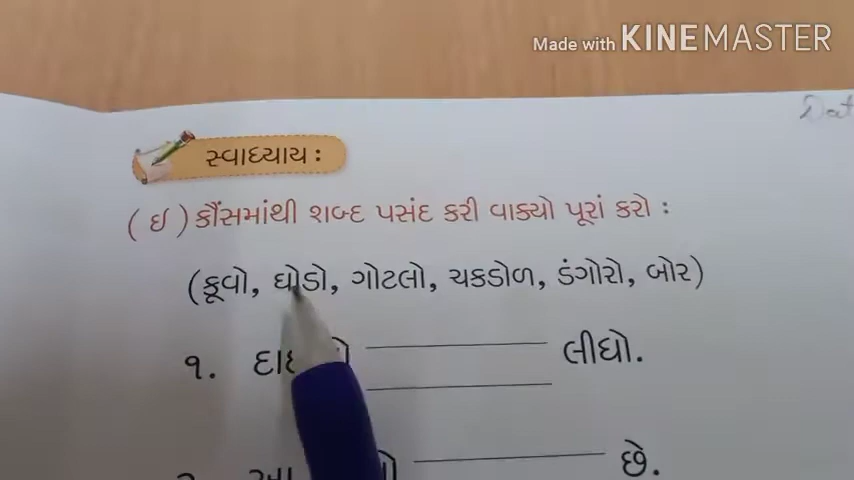 Made with KINEMASTER
સ્વાધ્યાય :
(ઇ) કૌંસમાંથી શબ્દ પસંદ કરી વાક્યો પૂરાં કરો :
(કૂવો, ઘોડો, ગોટલો, ચકડોળ, ડંગોરો, બોર)
૧. લીધો.
છે.